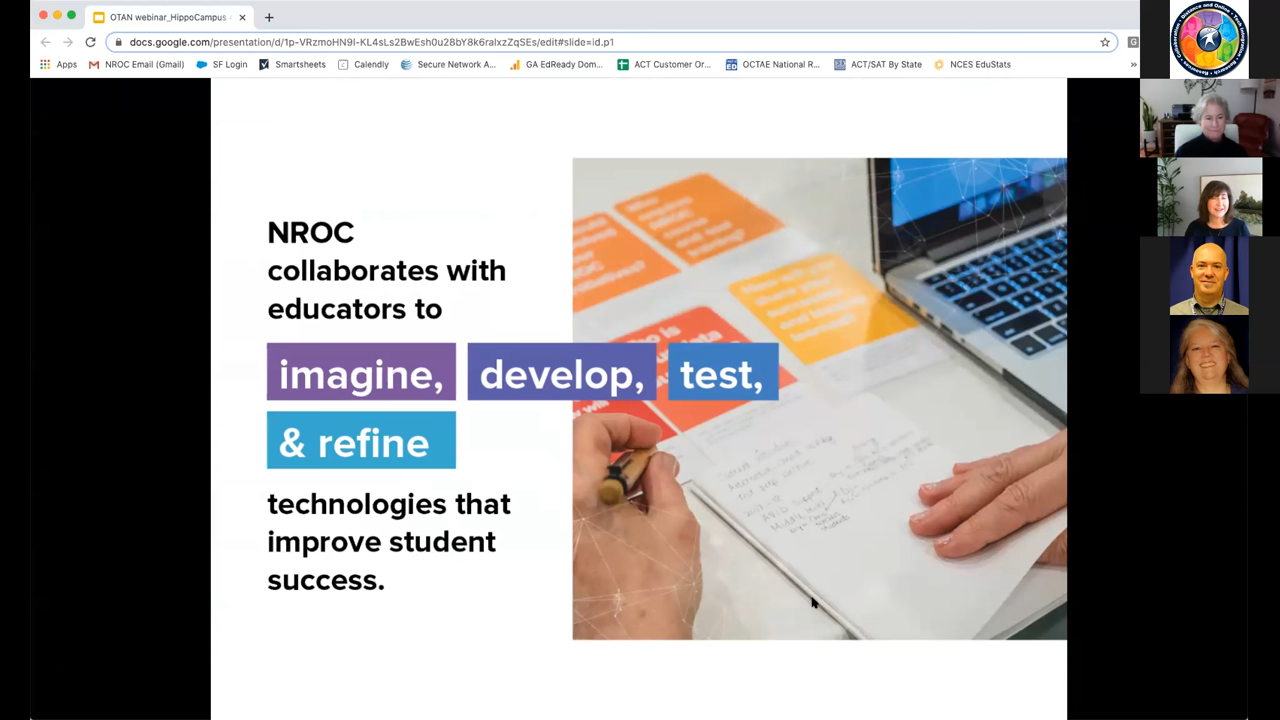 OTAN webinar_HippoCampus
docs.google.com/presentation/d/1p-VRzmoHN9l-KL4sLs2BwEsh0u28bY8k6ralxzZqSEs/edit#slide=id.p1
Apps NROC Email (Gmail) SF Login Smartsheets Calendly Secure Network A... GA EdReady Dom... ACT Customer Or... OCTAE National R... ACT/SAT By State NCES EduStats
NROC
collaborates with
educators to
imagine, develop, test,
& refine
technologies that
improve student
success.